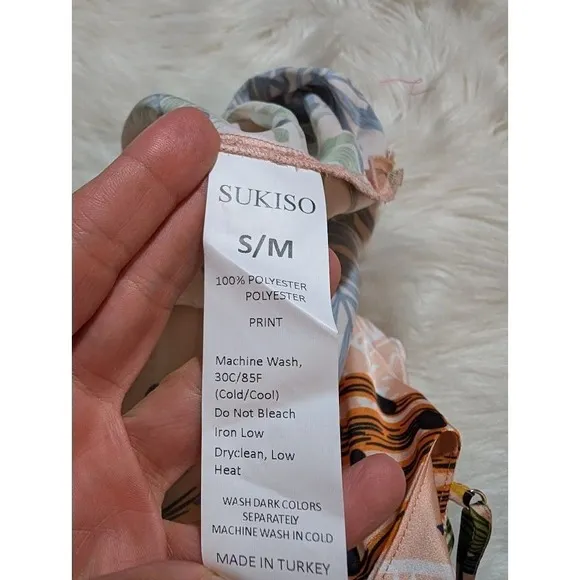 SUKISO
S/M
100% POLYESTER
POLYESTER
PRINT
Machine Wash,
30C/85F
(Cold/Cool)
Do Not Bleach
Iron Low
Dryclean, Low
Heat
WASH DARK COLORS
SEPARATELY
MACHINE WASH IN COLD
MADE IN TURKEY